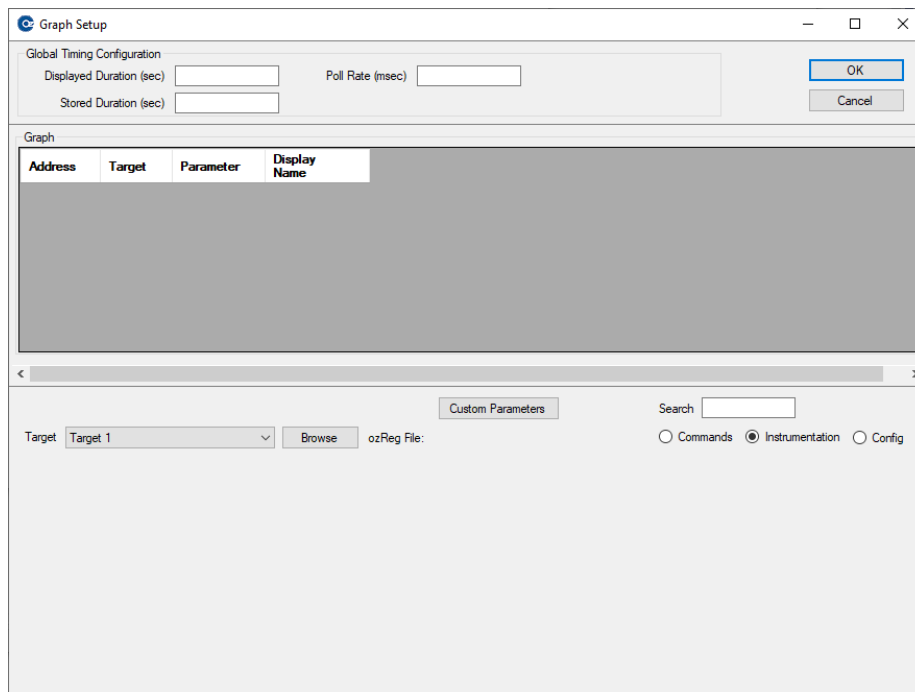 Graph Setup
Global Timing Configuration
Displayed Duration (sec) Poll Rate (msec) OK
Stored Duration (sec) Cancel
Graph
Address Target Parameter Display Name
Custom Parameters Search
Target Target 1 Browse ozReg File: Commands Instrumentation Config